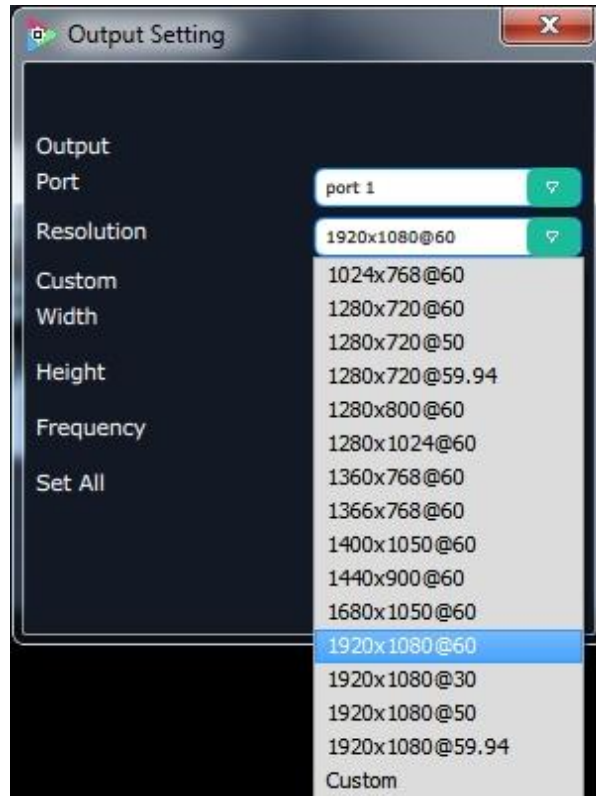 Output Setting
Output
Port
port 1
Resolution
1920x1080@60
Custom
Width
Height
Frequency
Set All
1024x768@60
1280x720@60
1280x720@50
1280x720@59.94
1280x800@60
1280x1024@60
1360x768@60
1366x768@60
1400x1050@60
1440x900@60
1680x1050@60
1920x1080@60
1920x1080@30
1920x1080@50
1920x1080@59.94
Custom